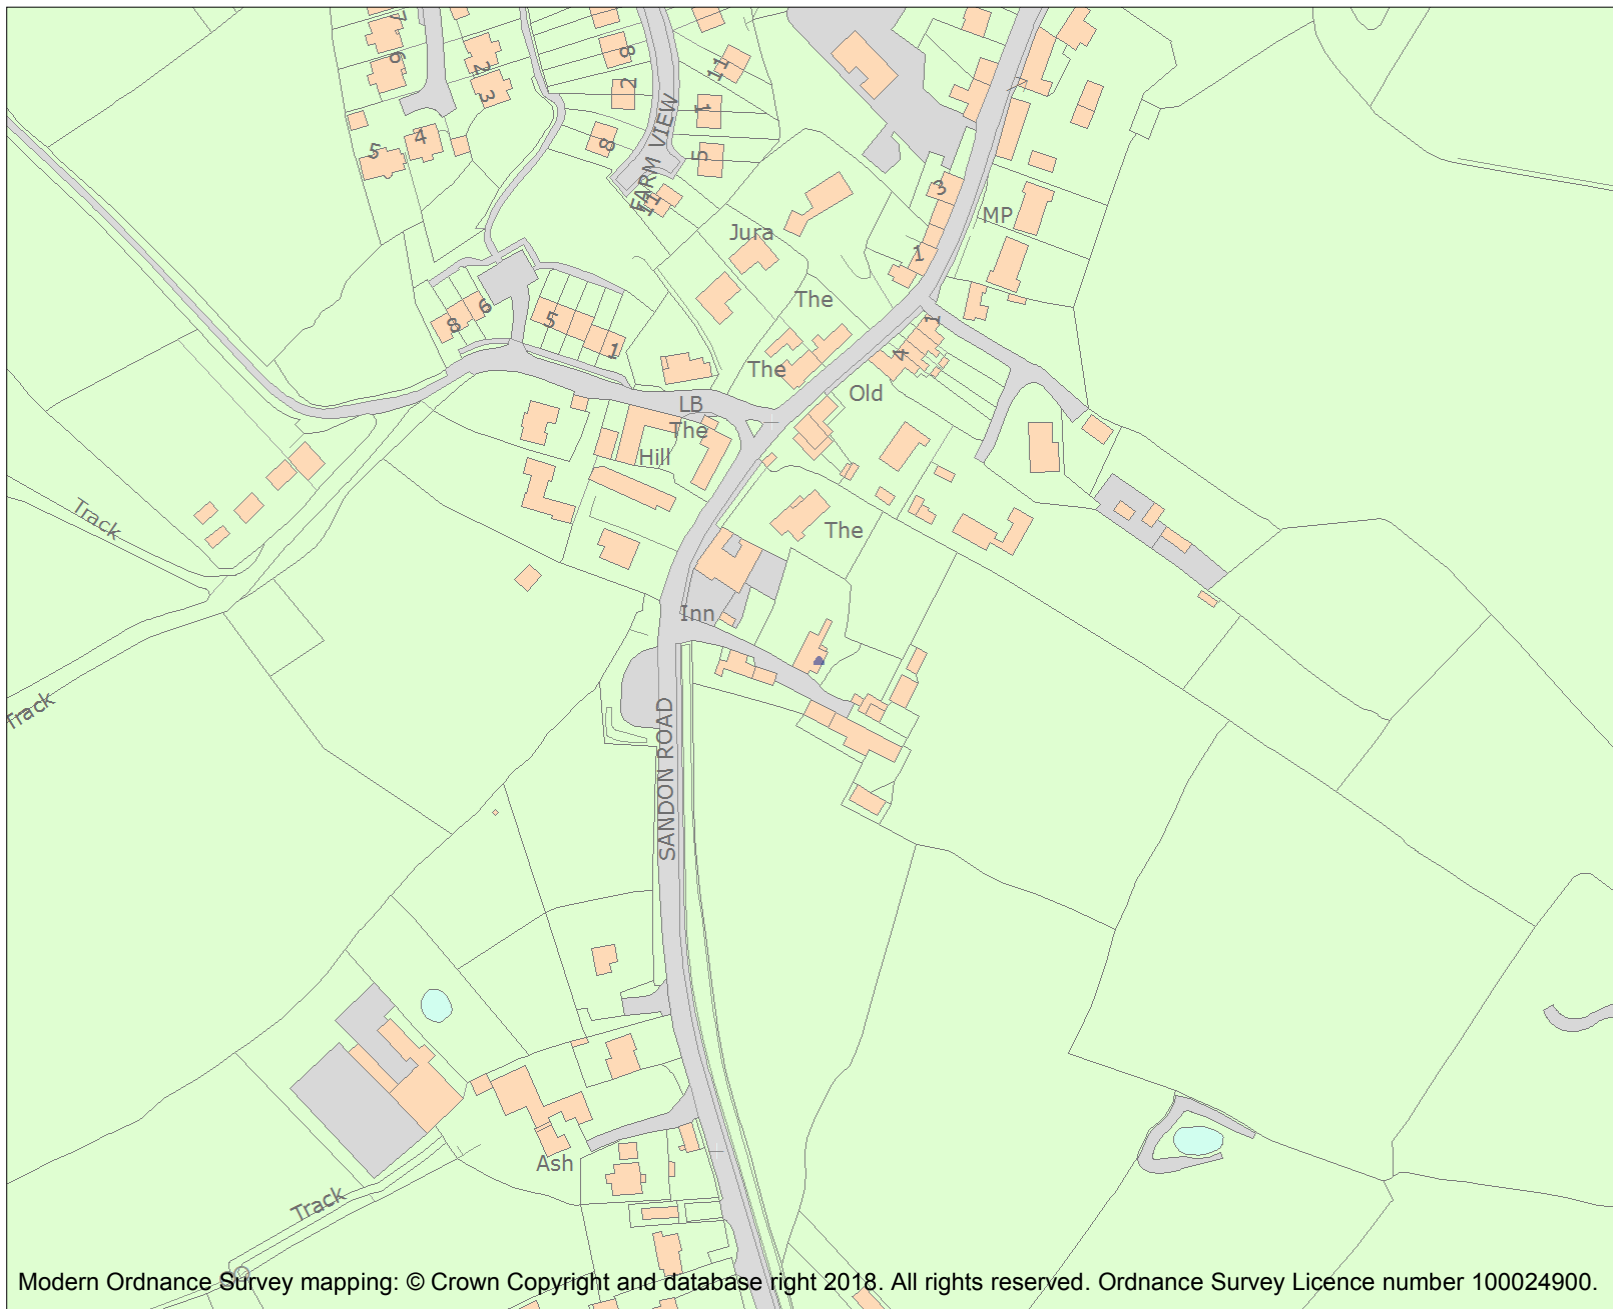 7
6
2
3
4
5
8
2
8
11
1
5
FARM VIEW
11
Jura
3
1
MP
The
6
8
5
1
The
1
4
Old
LB
The
Hill
The
Track
Inn
Track
SANDON ROAD
Ash
Track
Modern Ordnance Survey mapping: © Crown Copyright and database right 2018. All rights reserved. Ordnance Survey Licence number 100024900.